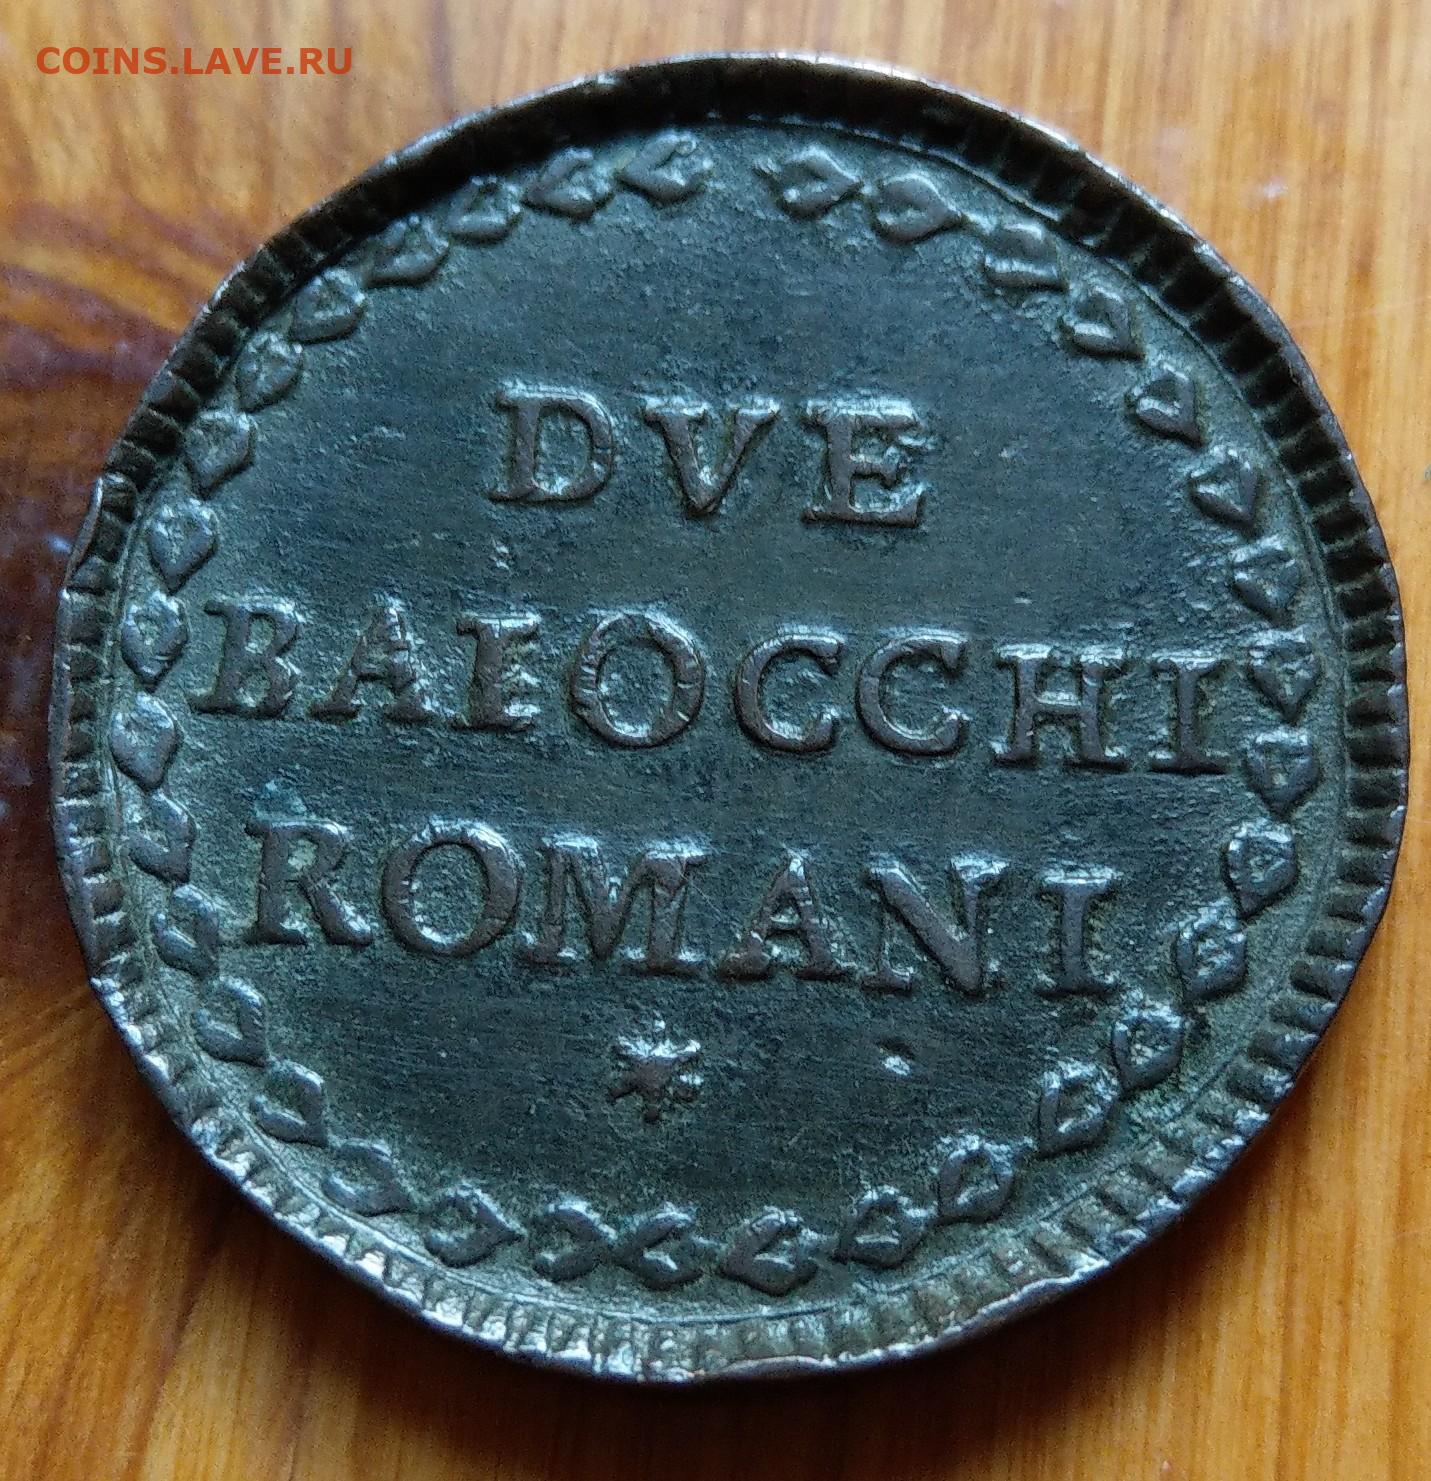 COINS.LAVE.RU
DVE
BAIOCCHI
ROMANI